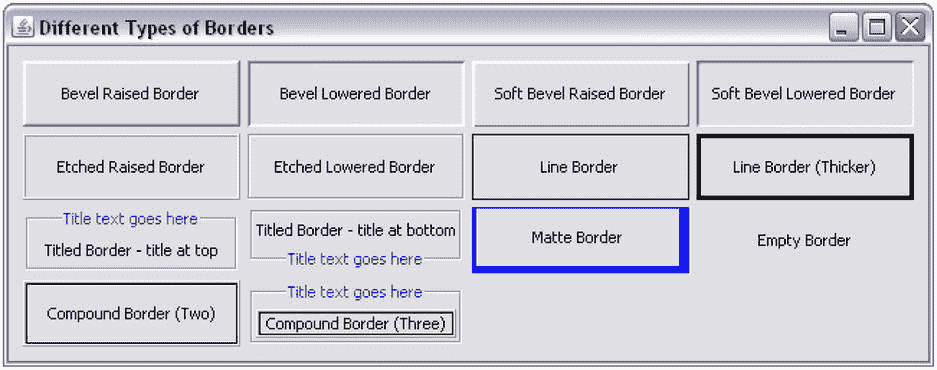 Different Types of Borders
Bevel Raised Border
Bevel Lowered Border
Soft Bevel Raised Border
Soft Bevel Lowered Border
Etched Raised Border
Etched Lowered Border
Line Border
Line Border (Thicker)
Title text goes here
Titled Border - title at top
Titled Border - title at bottom
Title text goes here
Matte Border
Empty Border
Compound Border (Two)
Title text goes here
Compound Border (Three)